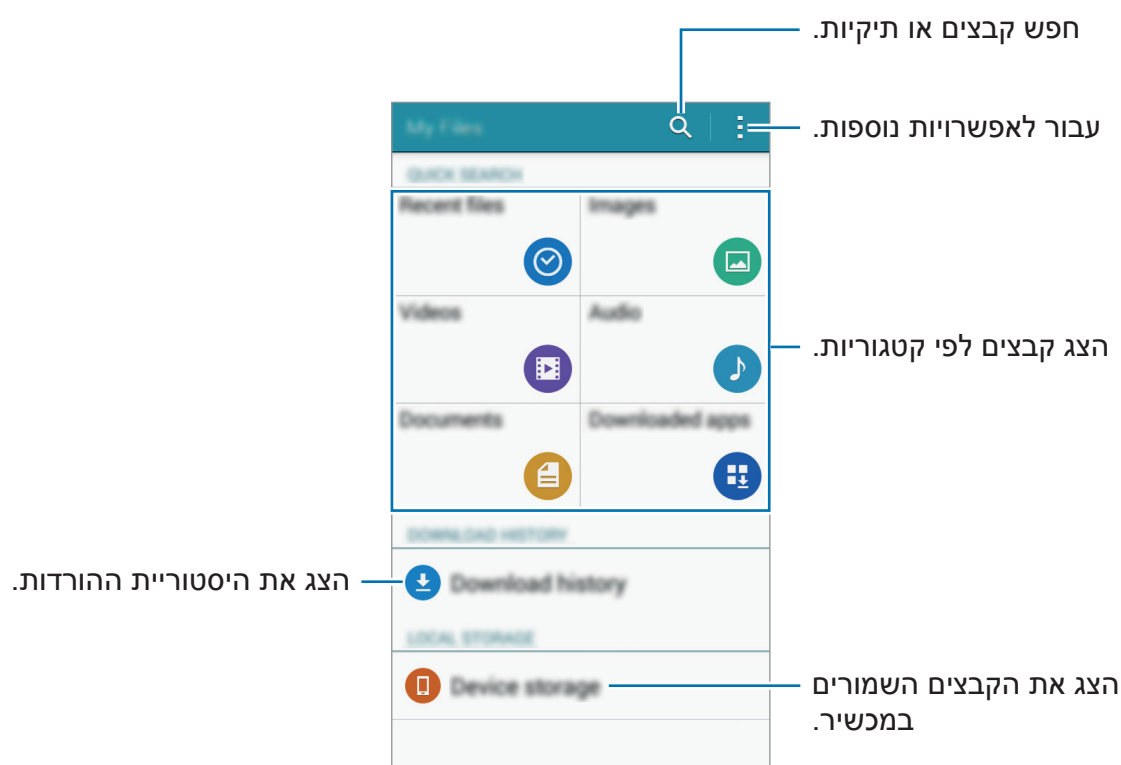 חפש קבצים או תיקיות.
עבור לאפשרויות נוספות.
My Files
QUICK SEARCH
Recent files
Images
Videos
Audio
הצג קבצים לפי קטגוריות.
Documents
Downloaded apps
DOWNLOAD HISTORY
Download history
הצג את היסטוריית ההורדות.
LOCAL STORAGE
Device storage
הצג את הקבצים השמורים
במכשיר.